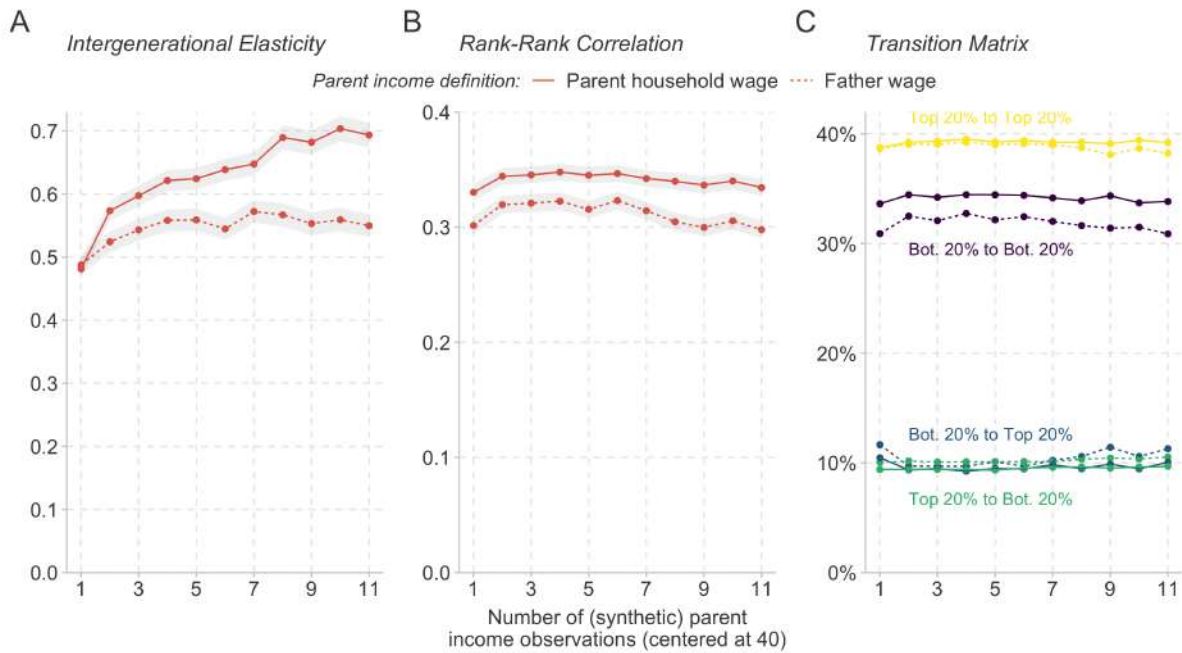 A
Intergenerational Elasticity
B
Rank-Rank Correlation
C
Transition Matrix
Parent income definition: Parent household wage Father wage
0.7
0.6
0.5
0.4
0.3
0.2
0.1
0.0
1 3 5 7 9 11
0.4
0.3
0.2
0.1
0.0
1 3 5 7 9 11
Number of (synthetic) parent
income observations (centered at 40)
Top 20% to Top 20%
40%
30%
Bot. 20% to Bot. 20%
20%
Bot. 20% to Top 20%
10%
Top 20% to Bot. 20%
0%
1 3 5 7 9 11